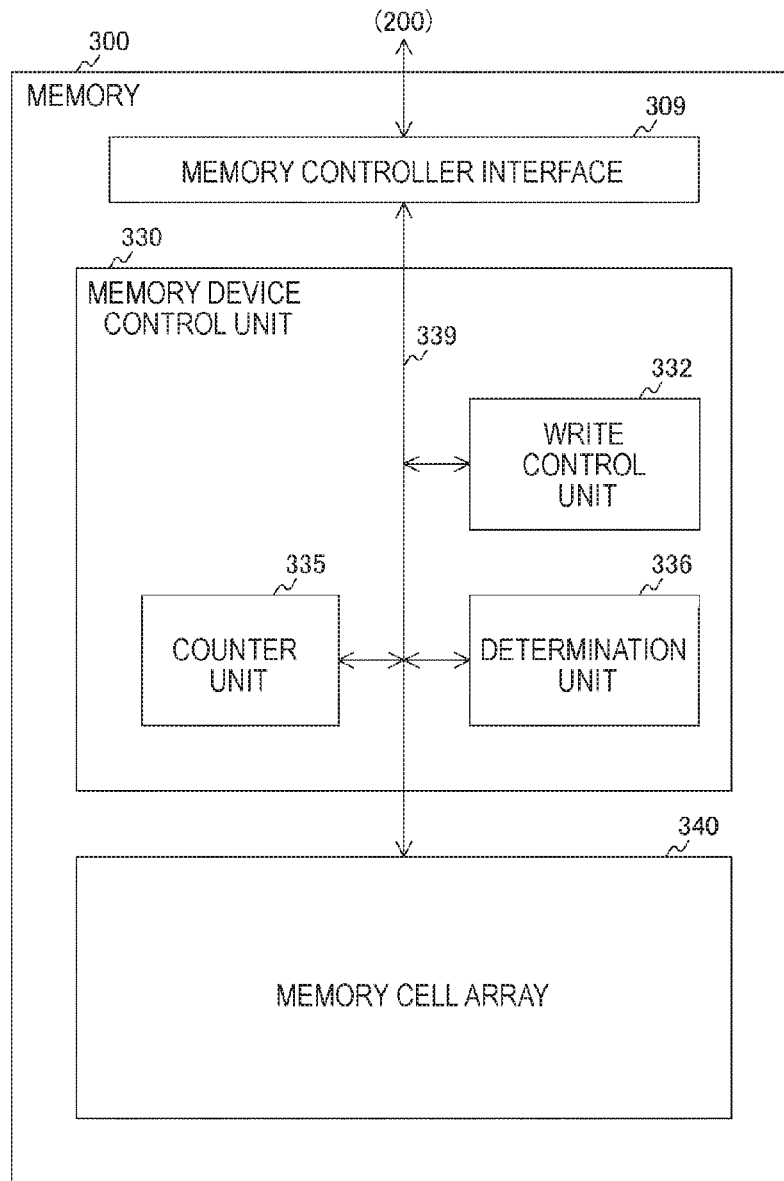 (200)
300
MEMORY
309
MEMORY CONTROLLER INTERFACE
330
MEMORY DEVICE
CONTROL UNIT
339
332
WRITE
CONTROL
UNIT
335
336
COUNTER
UNIT
DETERMINATION
UNIT
340
MEMORY CELL ARRAY